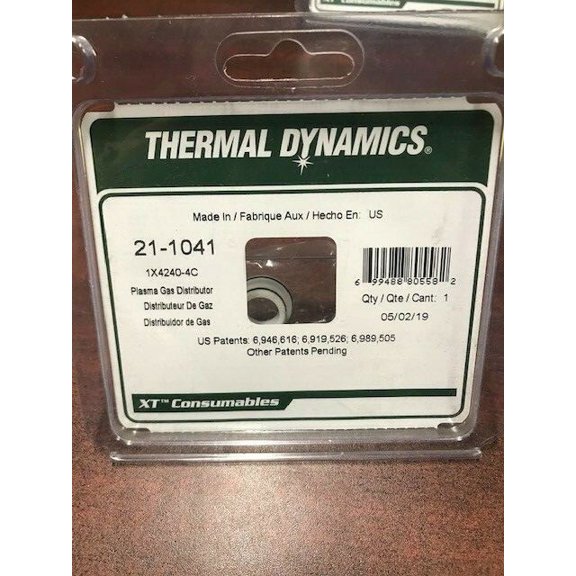 THERMAL DYNAMICS®
Made In / Fabrique Aux / Hecho En: US
21-1041
1X4240-4C
Plasma Gas Distributor
Distributeur De Gaz
Distribuidor de Gas
6 99488 80558 2
Qty / Qte / Cant: 1
05/02/19
US Patents: 6,946,616; 6,919,526; 6,989,505
Other Patents Pending
XT™ Consumables